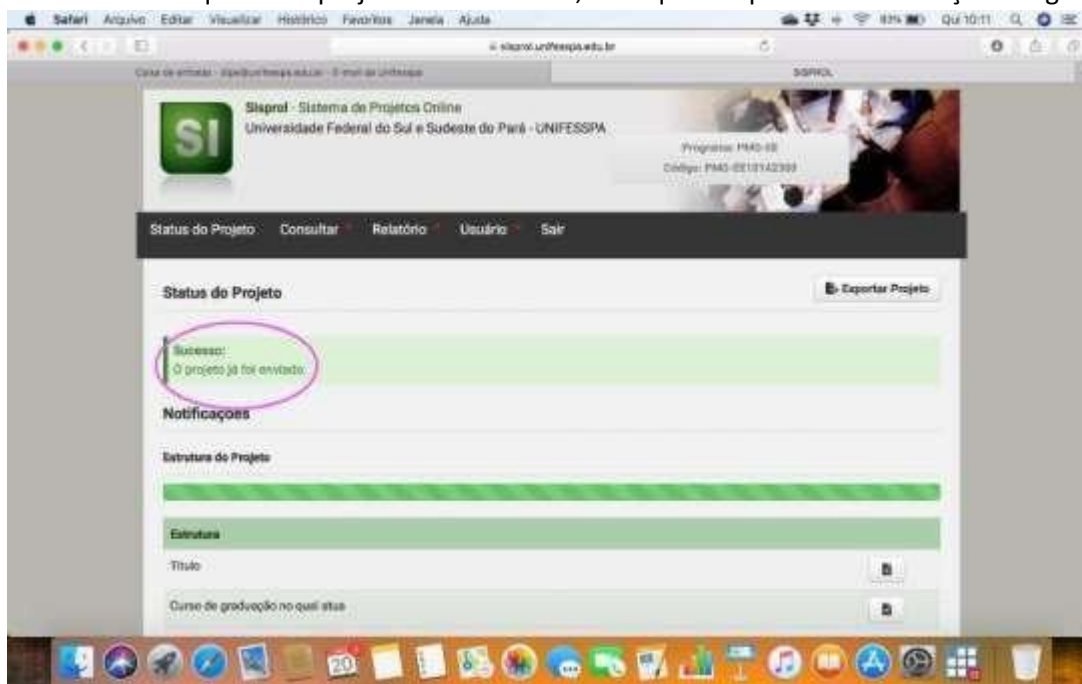 Safari Arquivo Editar Visualizar Histórico Favoritos Janela Ajuda
Qui 10:11
sisprol.unifesspa.edu.br
SISPROL
SI
Sisprol - Sistema de Projetos Online
Universidade Federal do Sul e Sudeste do Pará - UNIFESSPA
Programa:
Código:
Status do Projeto Consultar Relatório Usuário Sair
Status do Projeto
Exportar Projeto
Sucesso:
O projeto já foi enviado.
Notificaçoes
Estrutura do Projeto
Estrutura
Título
Curso de graduação no qual atua
20